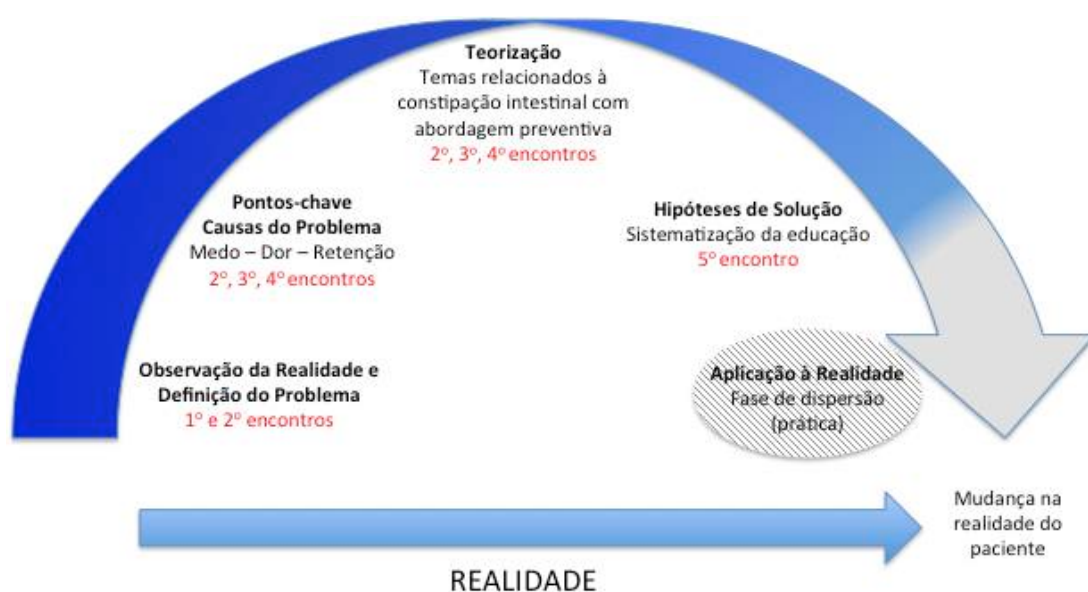 Teorização
Temas relacionados à
constipação intestinal com
abordagem preventiva
2º, 3º, 4º encontros
Pontos-chave
Causas do Problema
Medo – Dor – Retenção
2º, 3º, 4º encontros
Hipóteses de Solução
Sistematização da educação
5º encontro
Observação da Realidade e
Definição do Problema
1º e 2º encontros
Aplicação à Realidade
Fase de dispersão
(prática)
Mudança na
realidade do
paciente
REALIDADE